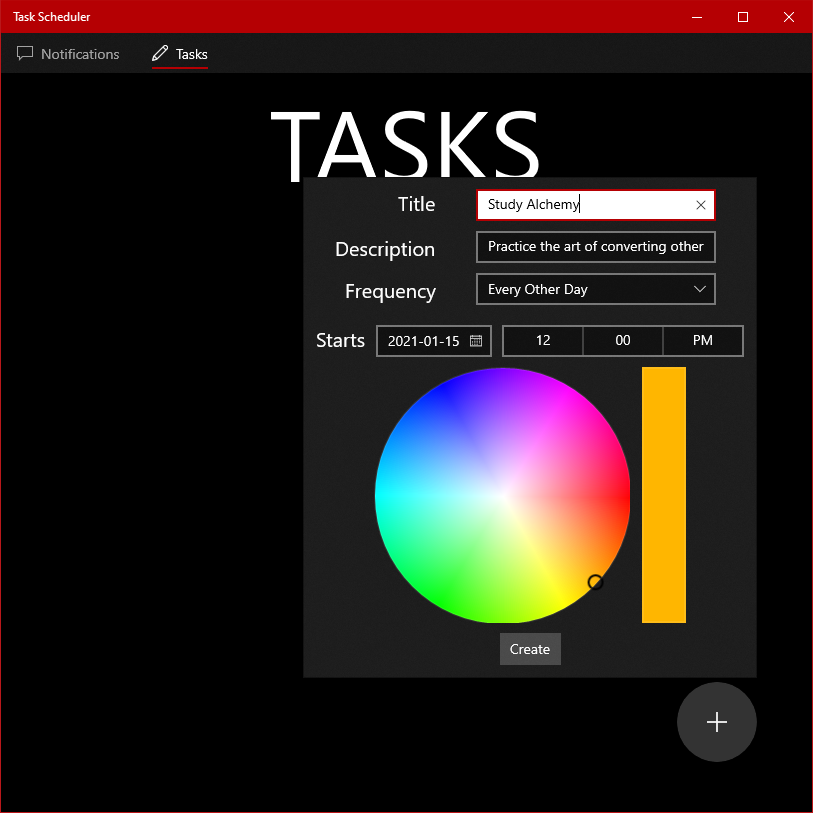 Task Scheduler
Notifications Tasks
TASKS
Title Study Alchemy
Description Practice the art of converting other
Frequency Every Other Day
Starts 2021-01-15 12 00 PM
Create